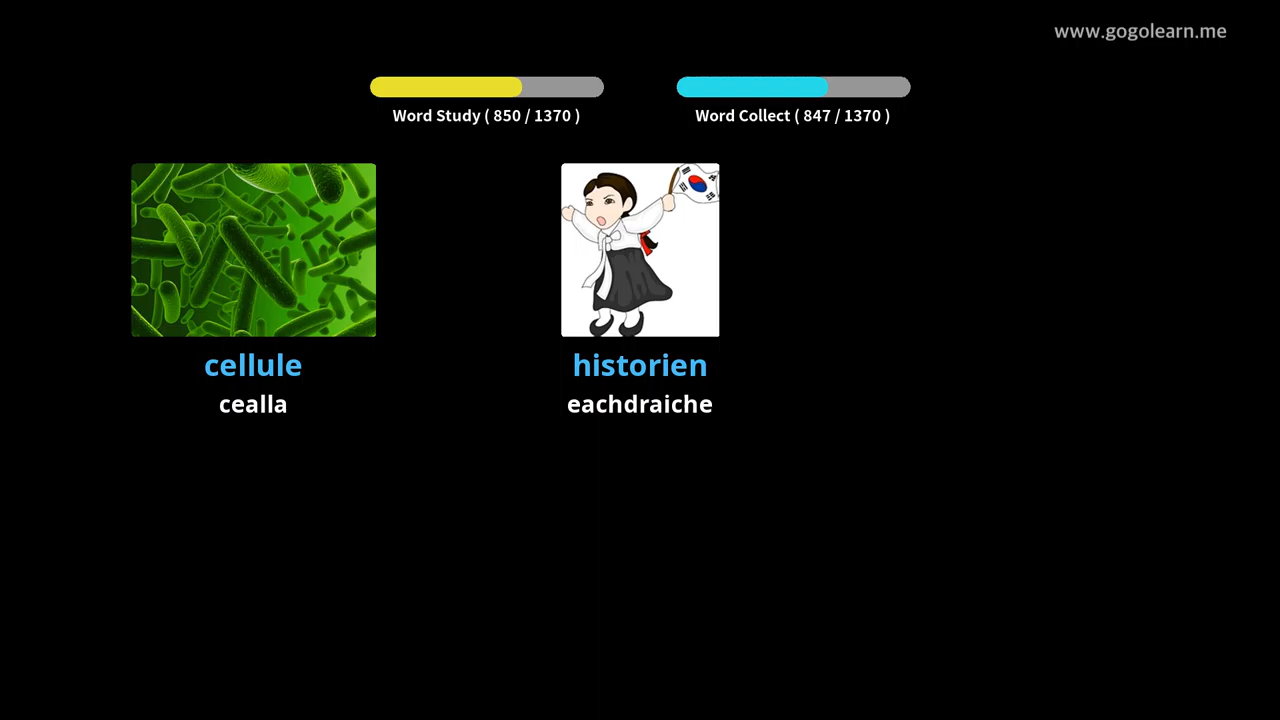 www.gogolearn.me
Word Study ( 850 / 1370 )
Word Collect ( 847 / 1370 )
cellule
cealla
historien
eachdraiche